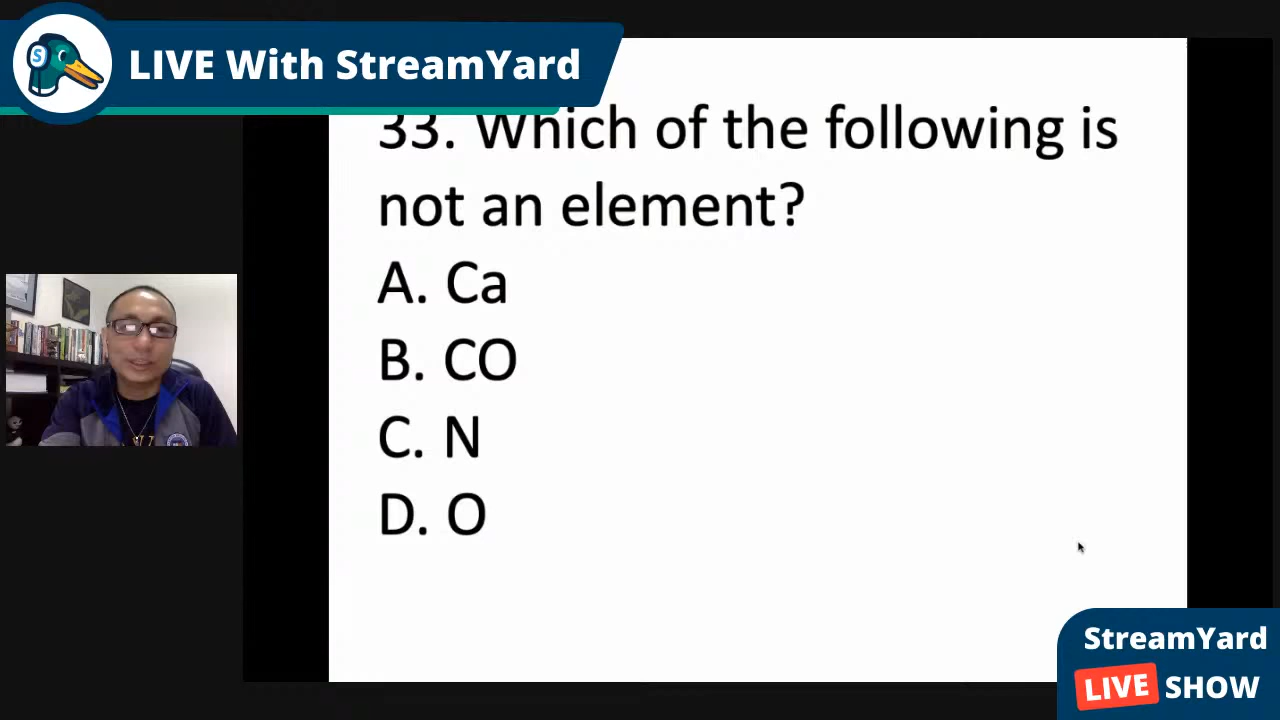 LIVE With StreamYard
33. Which of the following is
not an element?
A. Ca
B. CO
C. N
D. O
StreamYard
LIVE SHOW